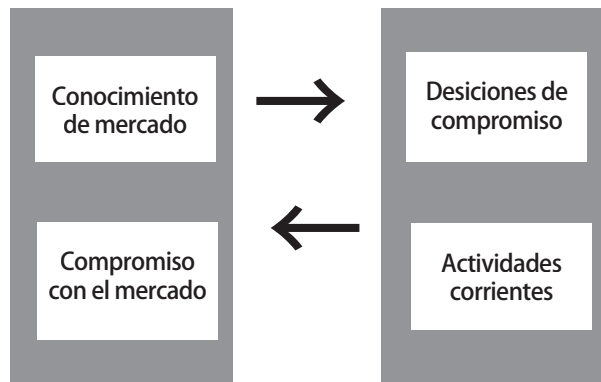 Conocimiento
de mercado
Desiciones de
compromiso
Compromiso
con el mercado
Actividades
corrientes